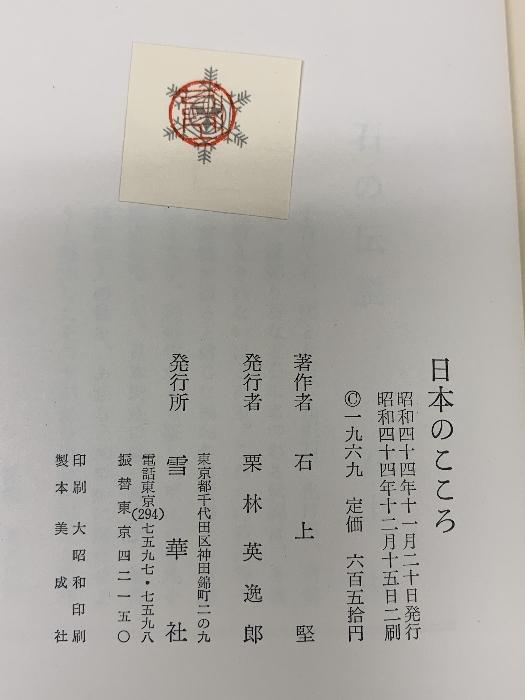 日本のこころ
昭和四十四年十一月二十日発行
昭和四十四年十二月十五日二刷
©一九六九　定価　六百五拾円
著作者　石上堅
発行者　栗林英逸郎
東京都千代田区神田錦町二の九
発行所　雪華社
電話東京(294)七五九七・七五九八
振替東京四二一五〇
印刷　大昭和印刷
製本　美成社